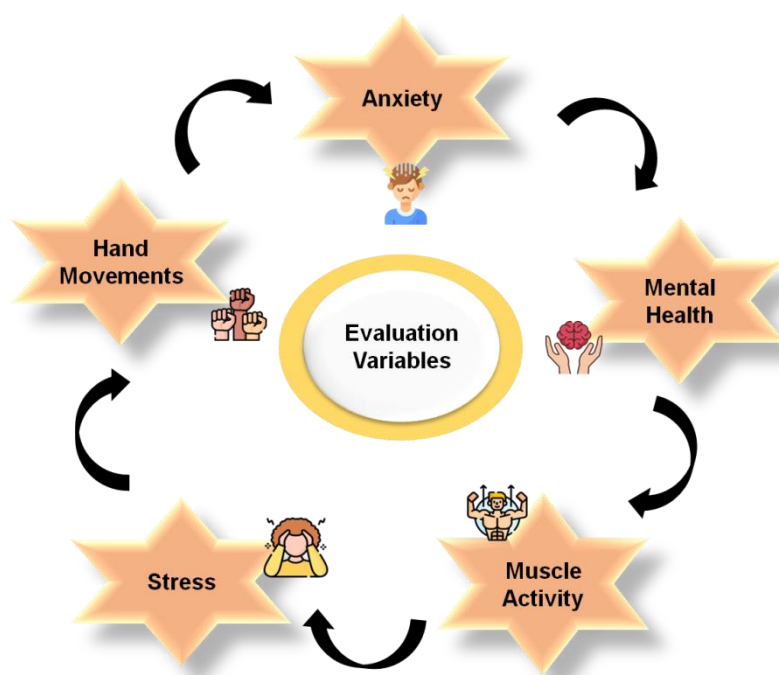 Anxiety
Mental
Health
Muscle
Activity
Stress
Hand
Movements
Evaluation
Variables